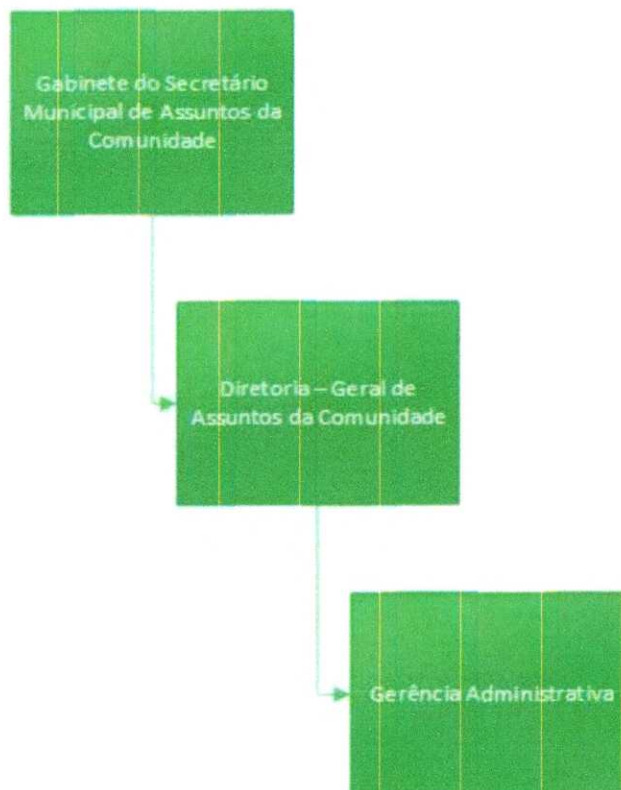 Gabinete do Secretário
Municipal de Assuntos da
Comunidade
Diretoria – Geral de
Assuntos da Comunidade
Gerência Administrativa